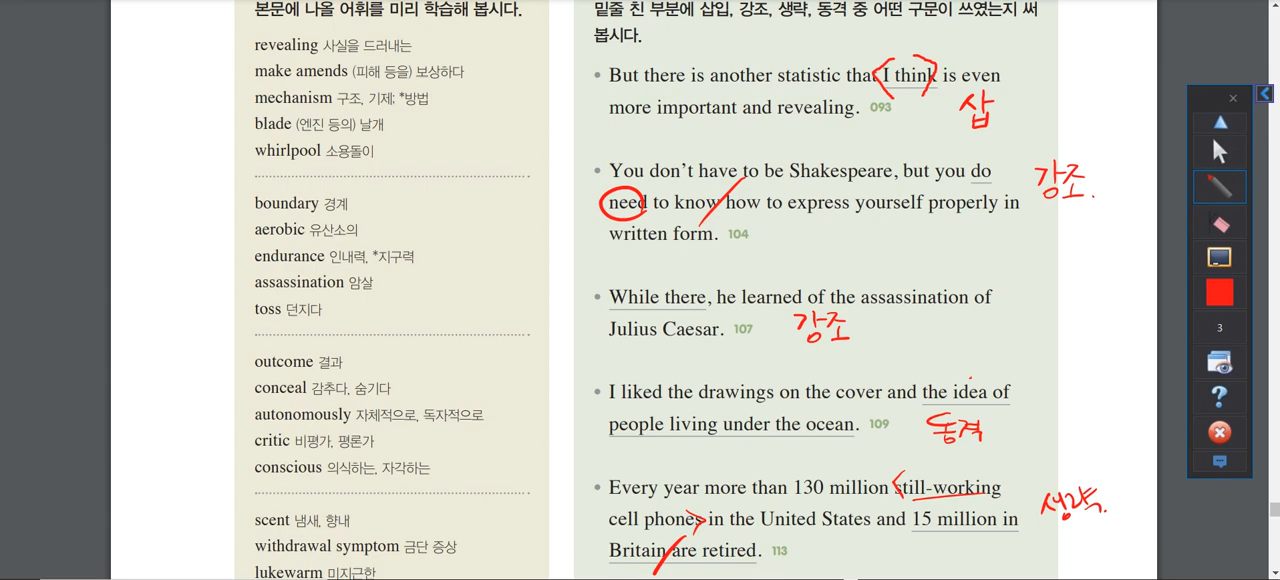 본문에 나올 어휘를 미리 학습해 봅시다.
revealing 사실을 드러내는
make amends (피해 등을) 보상하다
mechanism 구조, 기제; *방법
blade (엔진 등의) 날개
whirlpool 소용돌이
boundary 경계
aerobic 유산소의
endurance 인내력, *지구력
assassination 암살
toss 던지다
outcome 결과
conceal 감추다, 숨기다
autonomously 자체적으로, 독자적으로
critic 비평가, 평론가
conscious 의식하는, 자각하는
scent 냄새, 향내
withdrawal symptom 금단 증상
lukewarm 미지근한
밑줄 친 부분에 삽입, 강조, 생략, 동격 중 어떤 구문이 쓰였는지 써
봅시다.
• But there is another statistic that I think is even
more important and revealing. 093
삽
• You don't have to be Shakespeare, but you do
need to know how to express yourself properly in
written form. 104
강조.
• While there, he learned of the assassination of
Julius Caesar. 107
강조
• I liked the drawings on the cover and the idea of
people living under the ocean. 109
동격
• Every year more than 130 million still-working
cell phones in the United States and 15 million in
Britain are retired. 113
생략.
3